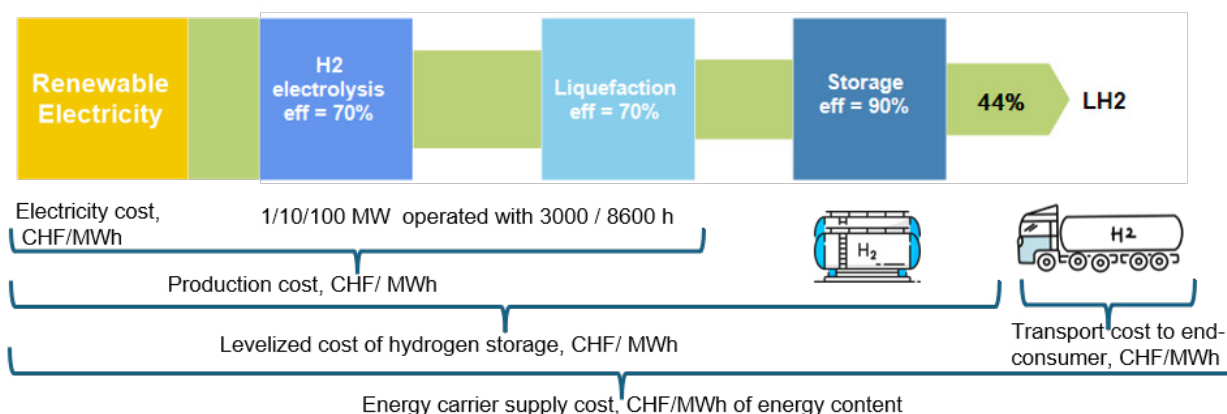 Renewable
Electricity
H2
electrolysis
eff = 70%
Liquefaction
eff = 70%
Storage
eff = 90%
44%
LH2
Electricity cost,
CHF/MWh
1/10/100 MW operated with 3000 / 8600 h
H2
H2
Production cost, CHF/ MWh
Levelized cost of hydrogen storage, CHF/ MWh
Transport cost to end-
consumer, CHF/MWh
Energy carrier supply cost, CHF/MWh of energy content